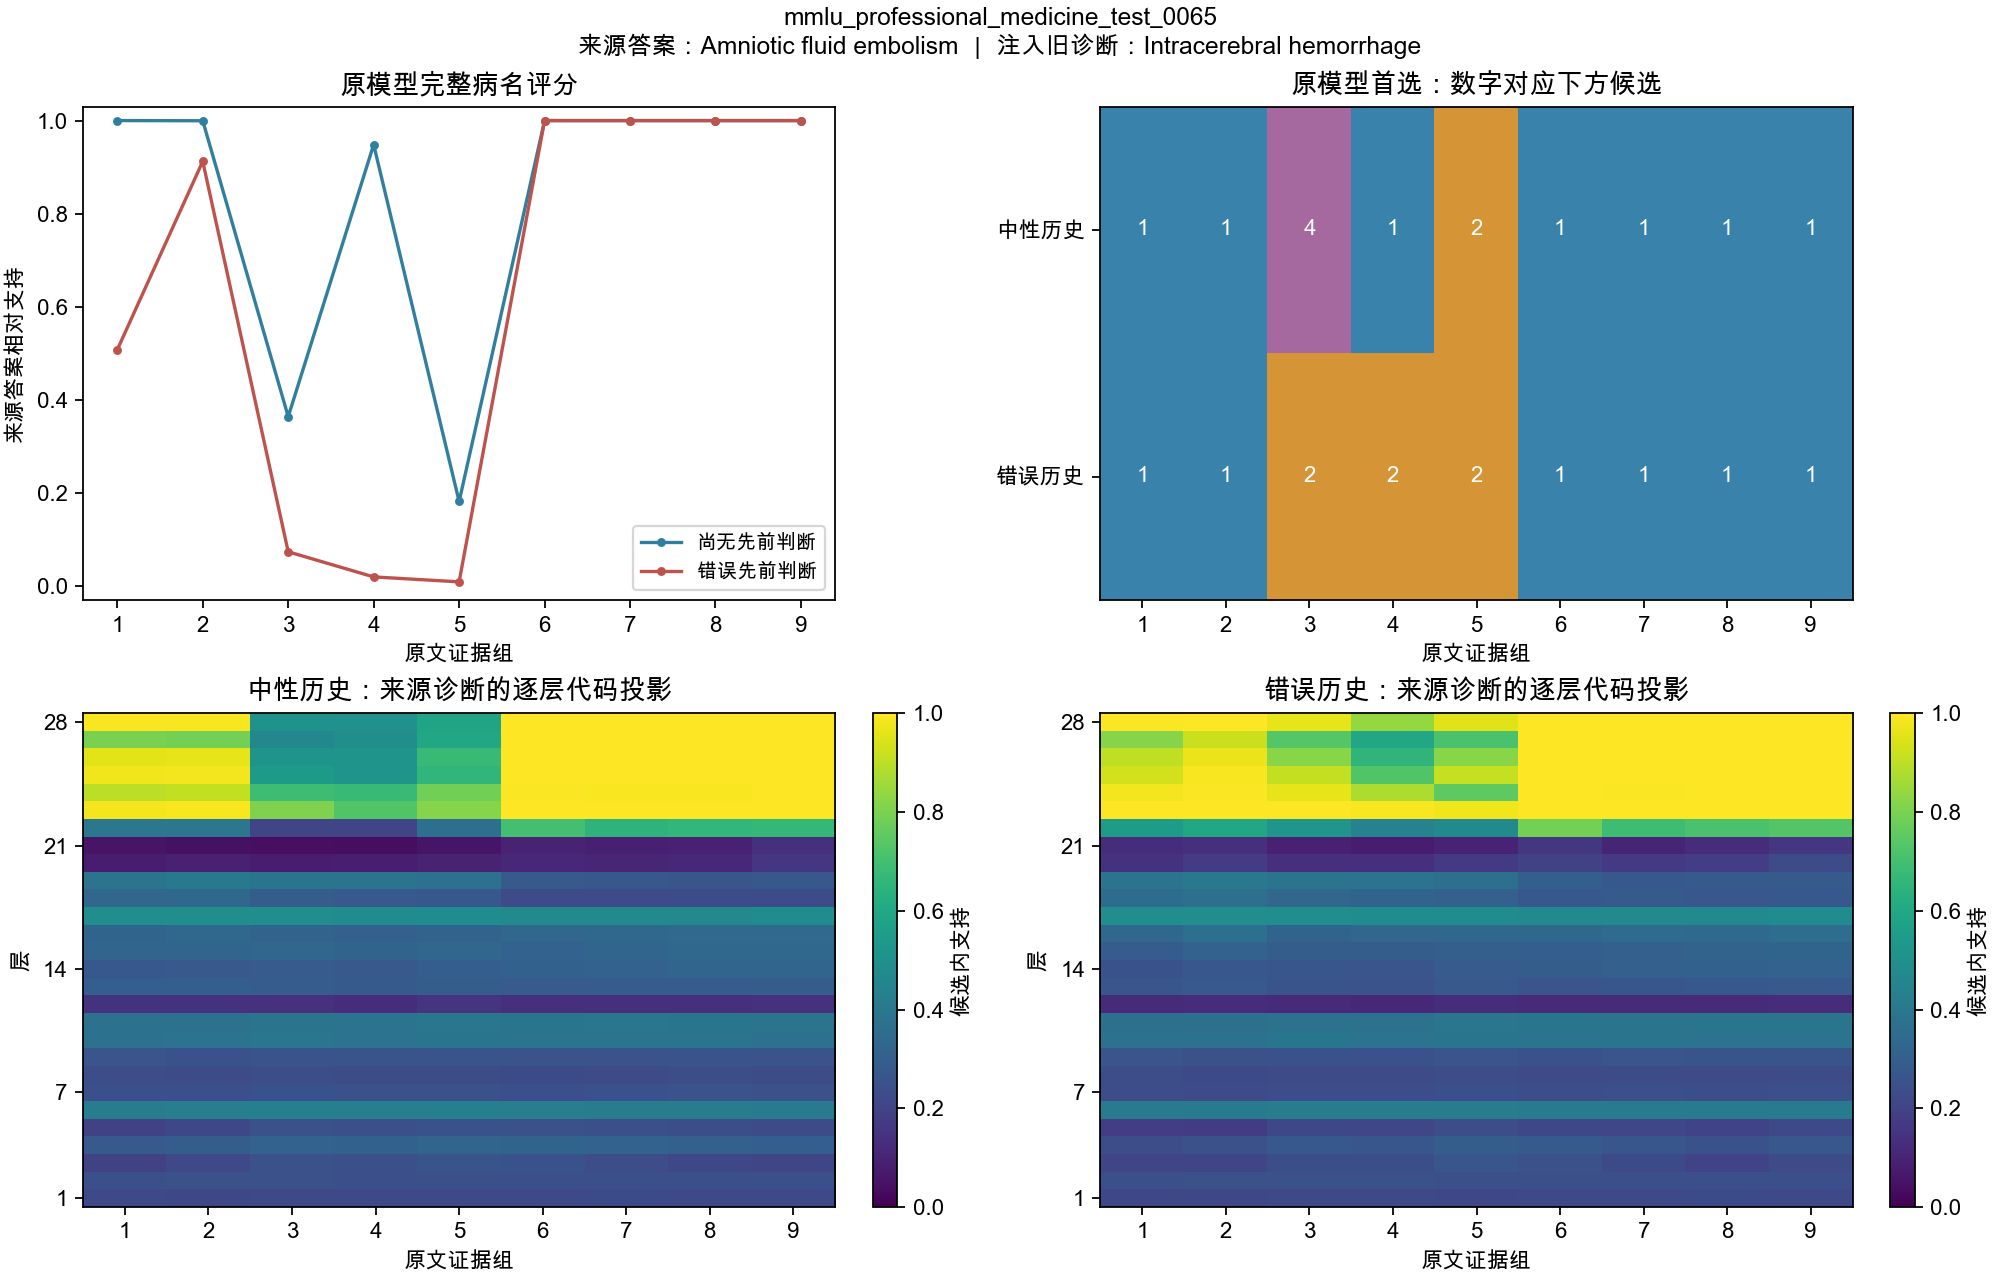 mmlu_professional_medicine_test_0065
来源答案：Amniotic fluid embolism | 注入旧诊断：Intracerebral hemorrhage
原模型完整病名评分
来源答案相对支持
1.0
0.8
0.6
0.4
0.2
0.0
尚无先前判断
错误先前判断
1 2 3 4 5 6 7 8 9
原文证据组
原模型首选：数字对应下方候选
中性历史
1 1 4 1 2 1 1 1 1
错误历史
1 1 2 2 2 1 1 1 1
1 2 3 4 5 6 7 8 9
原文证据组
中性历史：来源诊断的逐层代码投影
层
28
21
14
7
1
1 2 3 4 5 6 7 8 9
原文证据组
1.0
0.8
0.6
0.4
0.2
0.0
候选内支持
错误历史：来源诊断的逐层代码投影
层
28
21
14
7
1
1 2 3 4 5 6 7 8 9
原文证据组
1.0
0.8
0.6
0.4
0.2
0.0
候选内支持